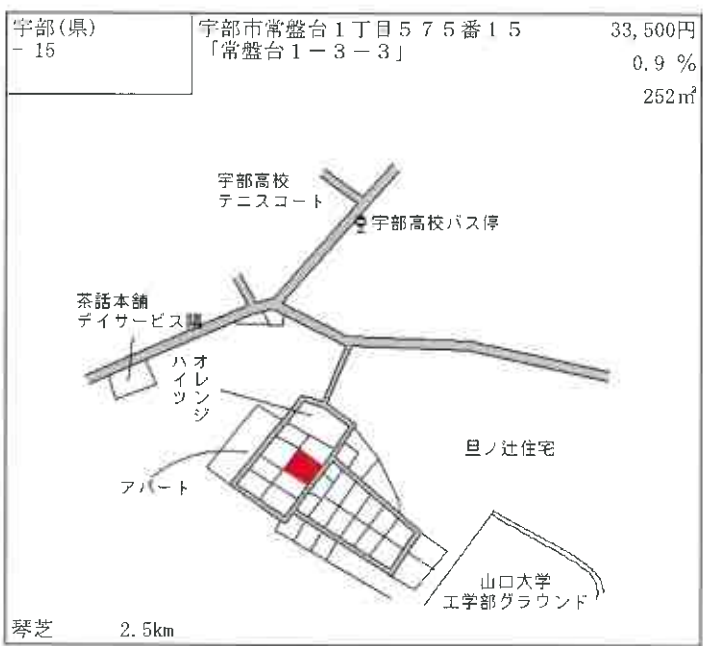 宇部(県)
- 15
宇部市常盤台１丁目５７５番１５
「常盤台１－３－３」
33,500円
0.9 %
252㎡
宇部高校
テニスコート
宇部高校バス停
茶話本舗
デイサービス
オレンジ
ハイツ
アパート
旦ノ辻住宅
山口大学
工学部グラウンド
琴芝 2.5km